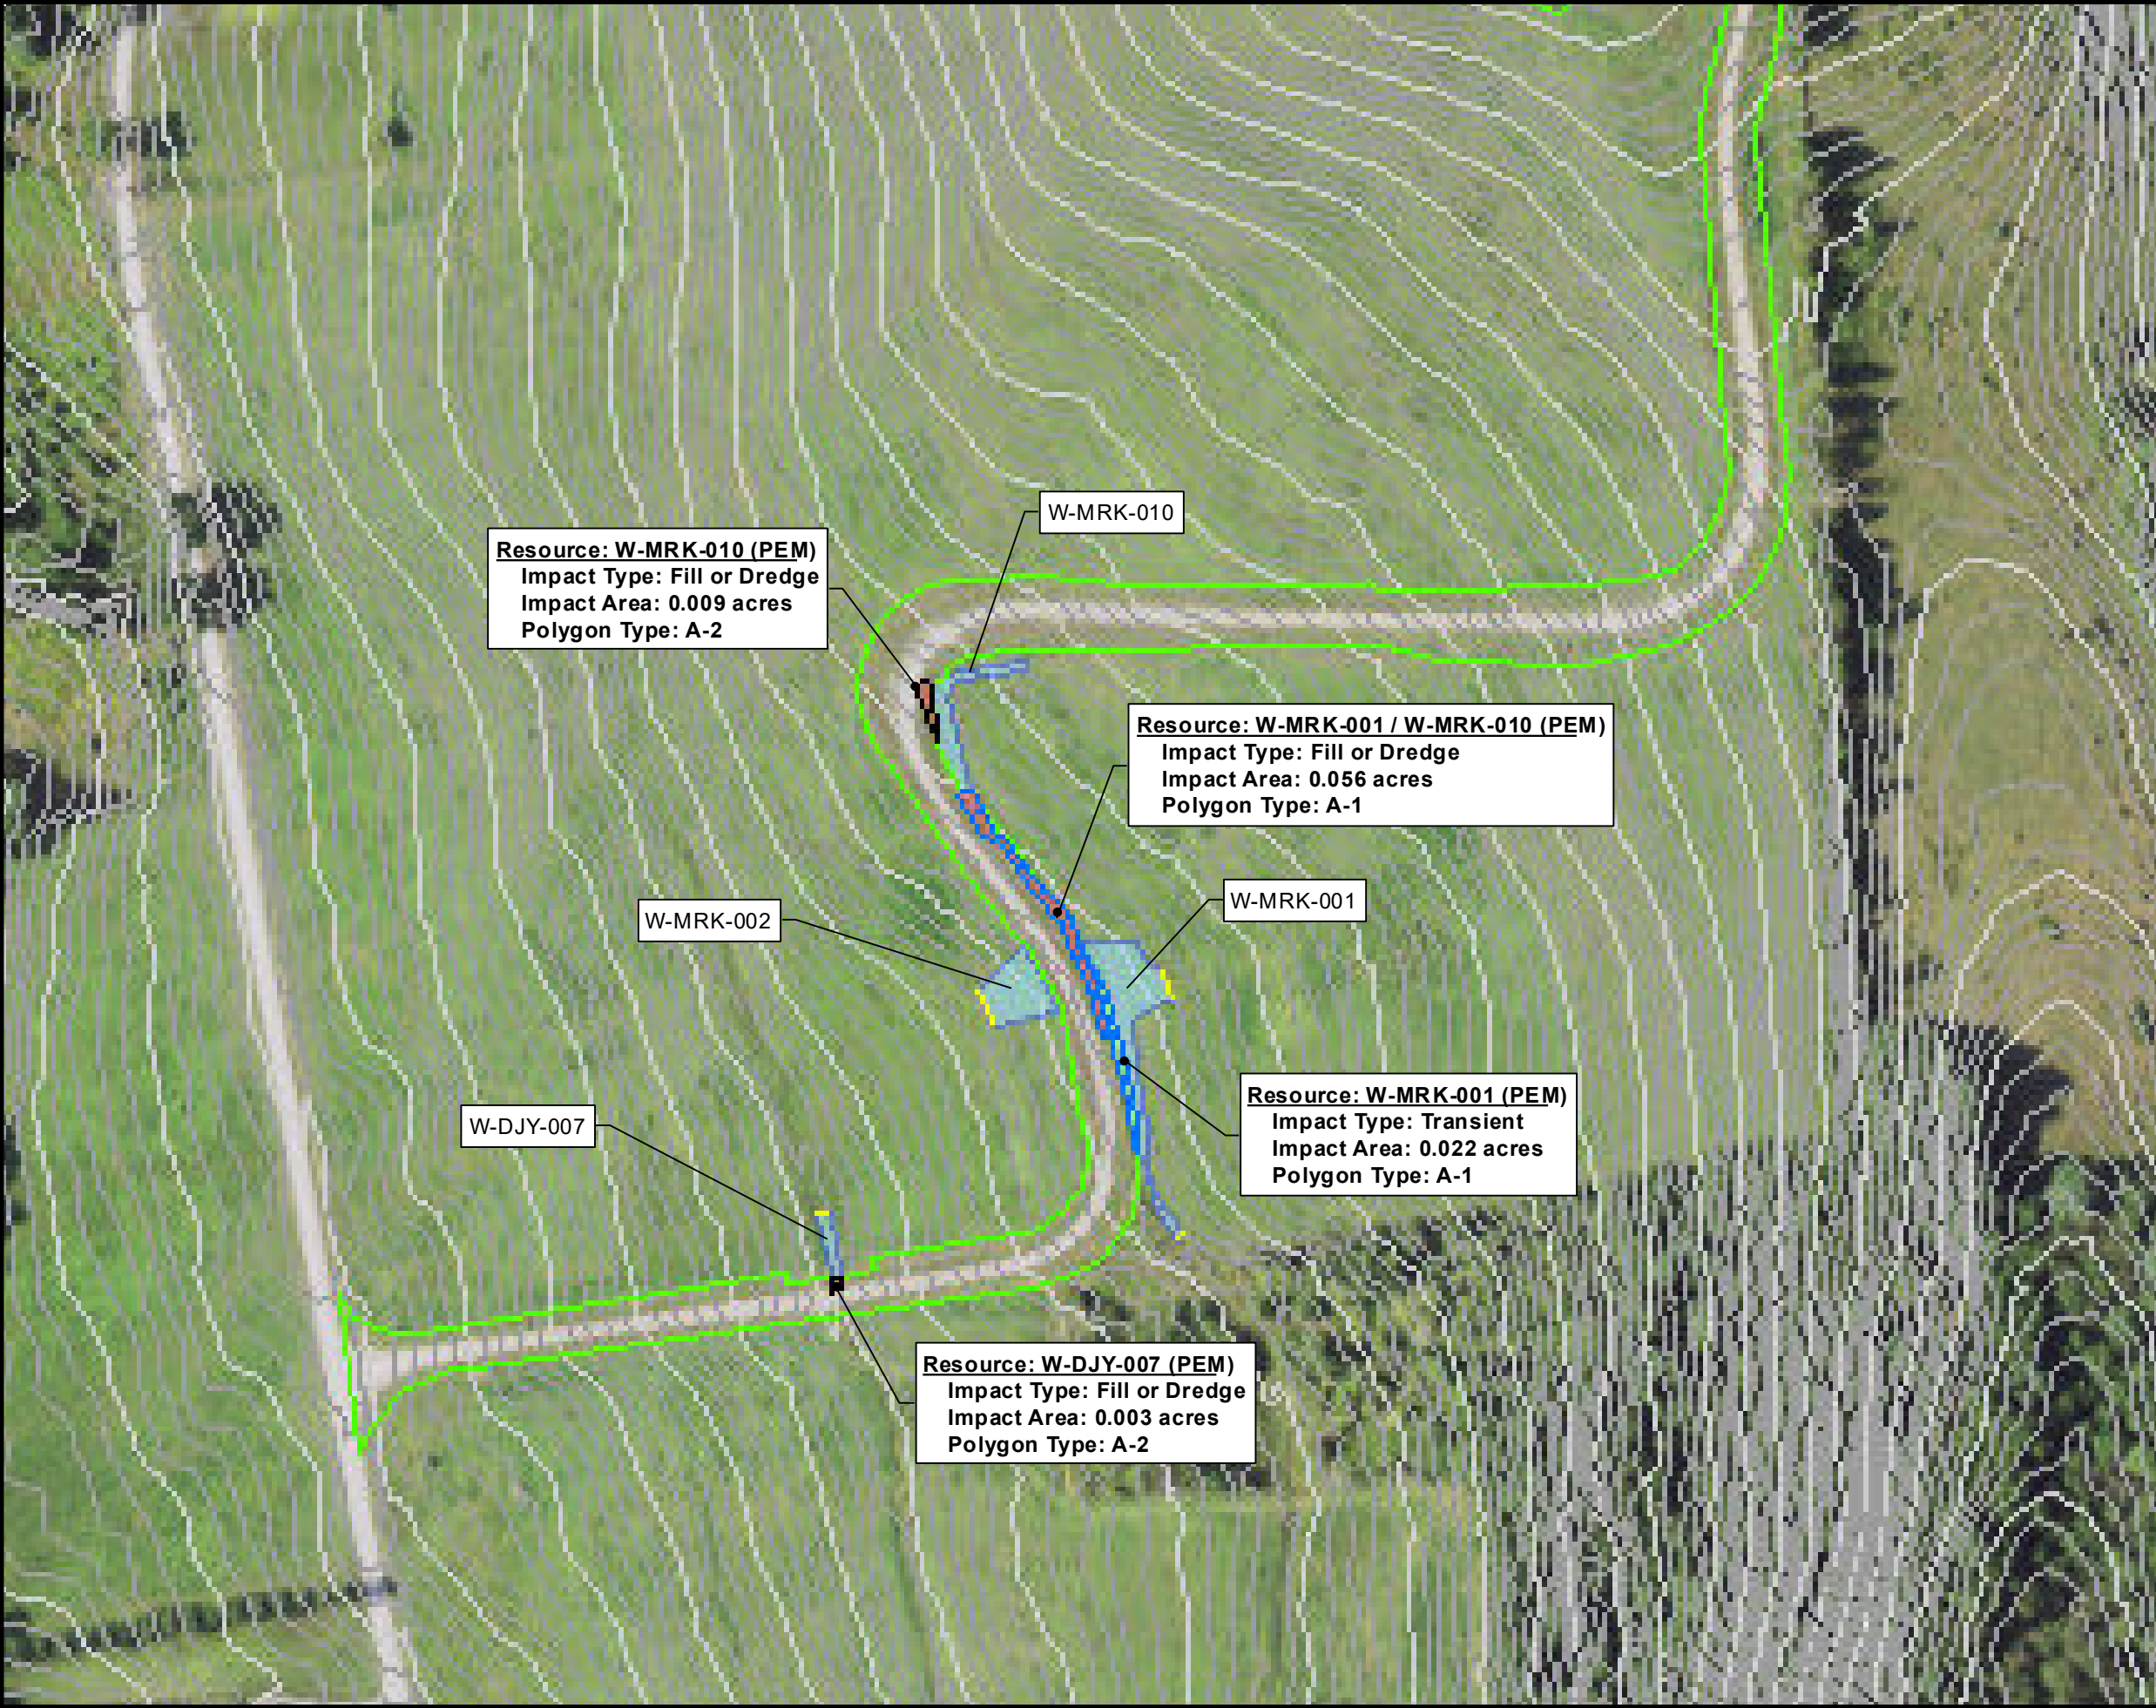 W-MRK-010
Resource: W-MRK-010 (PEM)
Impact Type: Fill or Dredge
Impact Area: 0.009 acres
Polygon Type: A-2
Resource: W-MRK-001 / W-MRK-010 (PEM)
Impact Type: Fill or Dredge
Impact Area: 0.056 acres
Polygon Type: A-1
W-MRK-001
W-MRK-002
Resource: W-MRK-001 (PEM)
Impact Type: Transient
Impact Area: 0.022 acres
Polygon Type: A-1
W-DJY-007
Resource: W-DJY-007 (PEM)
Impact Type: Fill or Dredge
Impact Area: 0.003 acres
Polygon Type: A-2